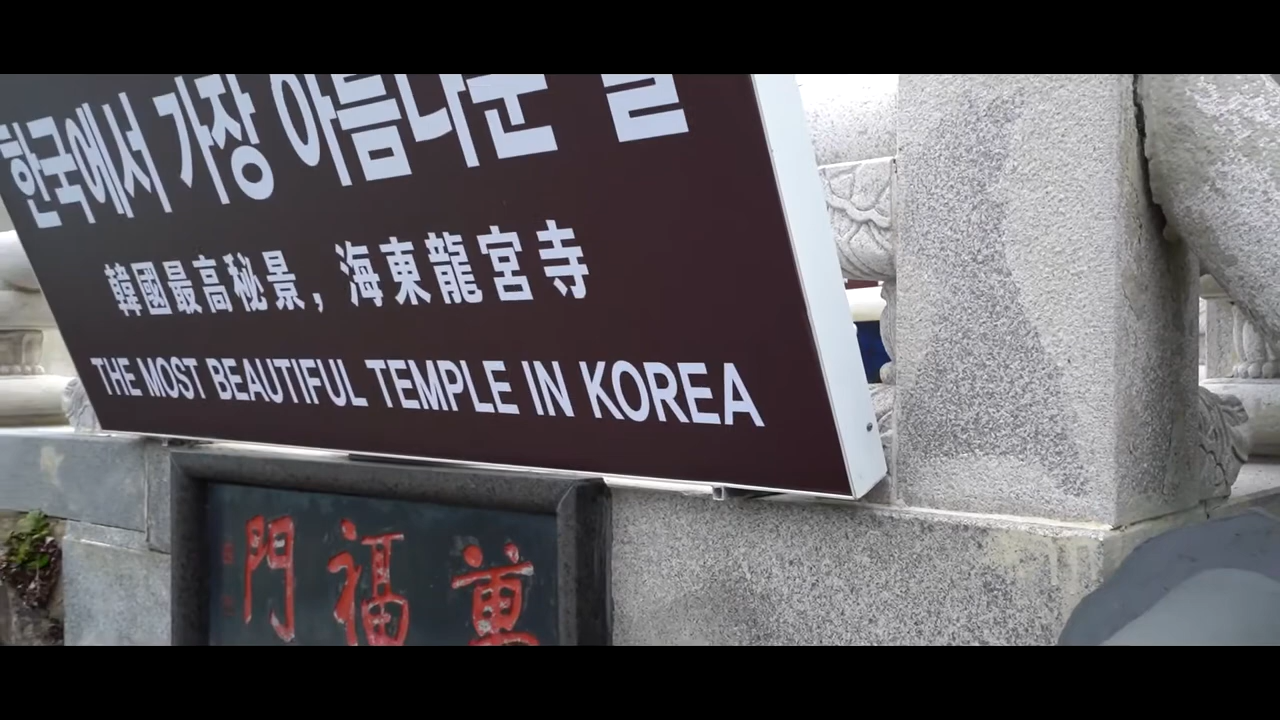 한국에서 가장 아름다운 절
韓國最高秘景, 海東龍宮寺
THE MOST BEAUTIFUL TEMPLE IN KOREA
門福萬